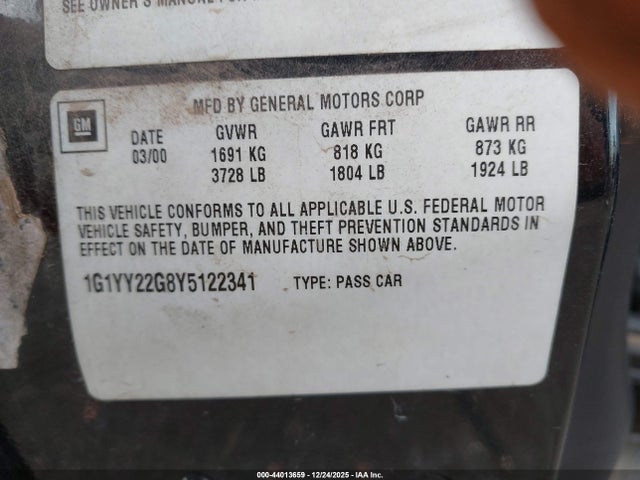 SEE OWNER'S MANUAL FOR
MFD BY GENERAL MOTORS CORP
GM
DATE GVWR GAWR FRT GAWR RR
03/00 1691 KG 818 KG 873 KG
3728 LB 1804 LB 1924 LB
THIS VEHICLE CONFORMS TO ALL APPLICABLE U.S. FEDERAL MOTOR
VEHICLE SAFETY, BUMPER, AND THEFT PREVENTION STANDARDS IN
EFFECT ON THE DATE OF MANUFACTURE SHOWN ABOVE.
1G1YY22G8Y5122341 TYPE: PASS CAR
000-44013659 - 12/24/2025 - IAA Inc.